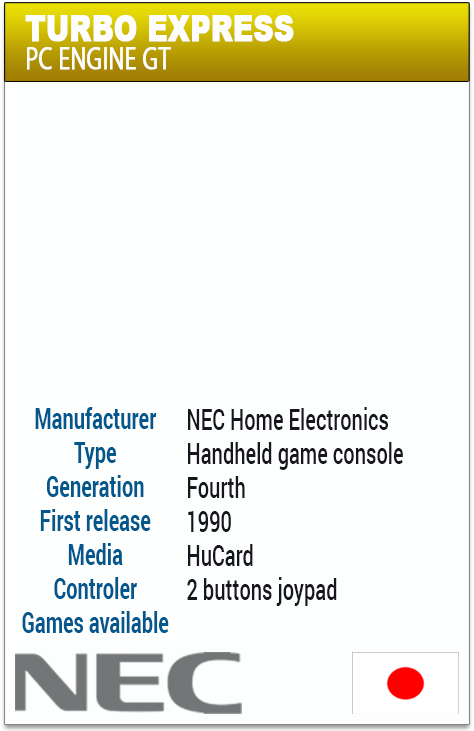 TURBO EXPRESS
PC ENGINE GT
Manufacturer NEC Home Electronics
Type Handheld game console
Generation Fourth
First release 1990
Media HuCard
Controler 2 buttons joypad
Games available
NEC